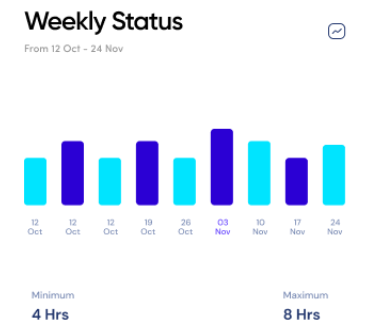 Weekly Status
From 12 Oct - 24 Nov
12 12 12 19 26 03 10 17 24
Oct Oct Oct Oct Oct Nov Nov Nov Nov
Minimum Maximum
4 Hrs 8 Hrs